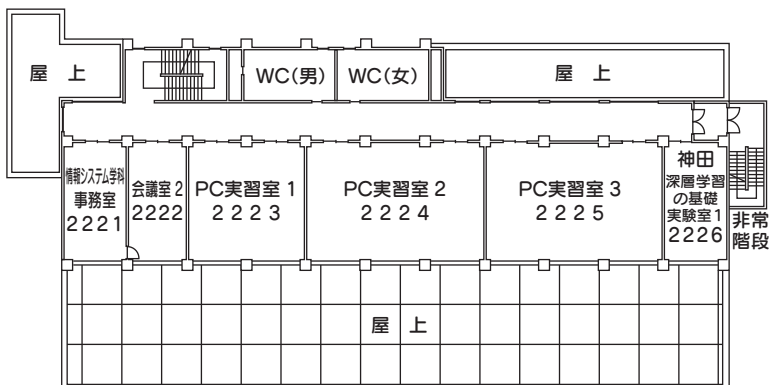 屋 上
WC(男)
WC(女)
屋 上
情報システム学科
事務室
2221
会議室2
2222
PC実習室1
2223
PC実習室2
2224
PC実習室3
2225
神田
深層学習
の基礎
実験室1
2226
非常
階段
屋 上